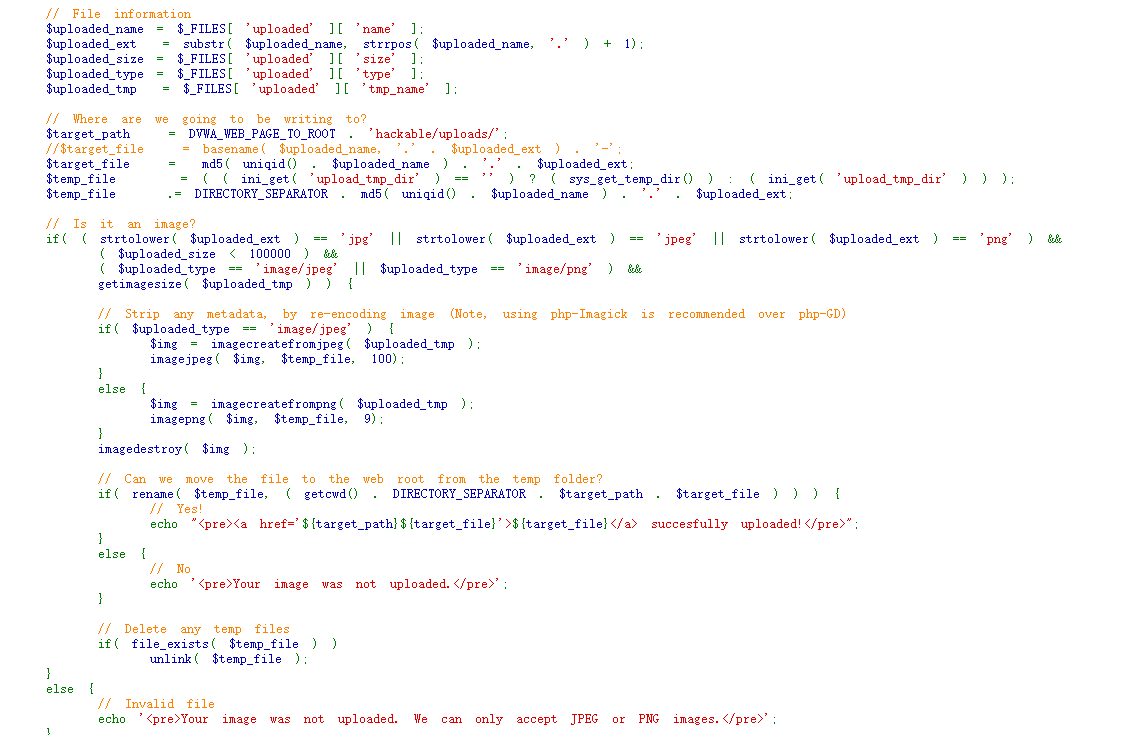 // File information
$uploaded_name = $_FILES[ 'uploaded' ][ 'name' ];
$uploaded_ext = substr( $uploaded_name, strrpos( $uploaded_name, '.' ) + 1);
$uploaded_size = $_FILES[ 'uploaded' ][ 'size' ];
$uploaded_type = $_FILES[ 'uploaded' ][ 'type' ];
$uploaded_tmp = $_FILES[ 'uploaded' ][ 'tmp_name' ];
// Where are we going to be writing to?
$target_path = DVWA_WEB_PAGE_TO_ROOT . 'hackable/uploads/';
//$target_file = basename( $uploaded_name, '.' . $uploaded_ext ) . '-';
$target_file = md5( uniqid() . $uploaded_name ) . '.' . $uploaded_ext;
$temp_file = ( ( ini_get( 'upload_tmp_dir' ) == '' ) ? ( sys_get_temp_dir() ) : ( ini_get( 'upload_tmp_dir' ) ) );
$temp_file .= DIRECTORY_SEPARATOR . md5( uniqid() . $uploaded_name ) . '.' . $uploaded_ext;
// Is it an image?
if( ( strtolower( $uploaded_ext ) == 'jpg' || strtolower( $uploaded_ext ) == 'jpeg' || strtolower( $uploaded_ext ) == 'png' ) &&
( $uploaded_size < 100000 ) &&
( $uploaded_type == 'image/jpeg' || $uploaded_type == 'image/png' ) &&
getimagesize( $uploaded_tmp ) ) {
// Strip any metadata, by re-encoding image (Note, using php-Imagick is recommended over php-GD)
if( $uploaded_type == 'image/jpeg' ) {
$img = imagecreatefromjpeg( $uploaded_tmp );
imagejpeg( $img, $temp_file, 100);
}
else {
$img = imagecreatefrompng( $uploaded_tmp );
imagepng( $img, $temp_file, 9);
}
imagedestroy( $img );
// Can we move the file to the web root from the temp folder?
if( rename( $temp_file, ( getcwd() . DIRECTORY_SEPARATOR . $target_path . $target_file ) ) ) {
// Yes!
echo "<pre><a href='${target_path}${target_file}'>${target_file}</a> succesfully uploaded!</pre>";
}
else {
// No
echo '<pre>Your image was not uploaded.</pre>';
}
// Delete any temp files
if( file_exists( $temp_file ) )
unlink( $temp_file );
}
else {
// Invalid file
echo '<pre>Your image was not uploaded. We can only accept JPEG or PNG images.</pre>';
}